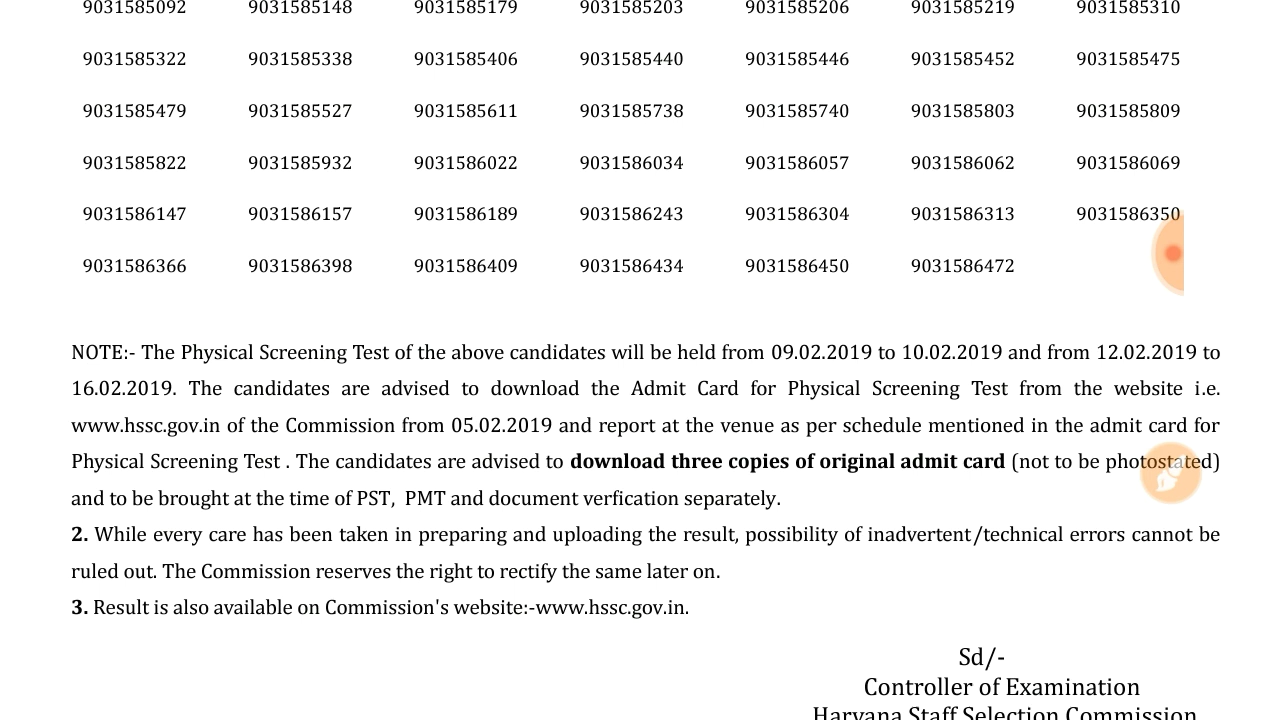 9031585092 9031585148 9031585179 9031585203 9031585206 9031585219 9031585310
9031585322 9031585338 9031585406 9031585440 9031585446 9031585452 9031585475
9031585479 9031585527 9031585611 9031585738 9031585740 9031585803 9031585809
9031585822 9031585932 9031586022 9031586034 9031586057 9031586062 9031586069
9031586147 9031586157 9031586189 9031586243 9031586304 9031586313 9031586350
9031586366 9031586398 9031586409 9031586434 9031586450 9031586472
NOTE:- The Physical Screening Test of the above candidates will be held from 09.02.2019 to 10.02.2019 and from 12.02.2019 to
16.02.2019. The candidates are advised to download the Admit Card for Physical Screening Test from the website i.e.
www.hssc.gov.in of the Commission from 05.02.2019 and report at the venue as per schedule mentioned in the admit card for
Physical Screening Test . The candidates are advised to download three copies of original admit card (not to be photostated)
and to be brought at the time of PST, PMT and document verfication separately.
2. While every care has been taken in preparing and uploading the result, possibility of inadvertent/technical errors cannot be
ruled out. The Commission reserves the right to rectify the same later on.
3. Result is also available on Commission's website:-www.hssc.gov.in.
Sd/-
Controller of Examination
Haryana Staff Selection Commission